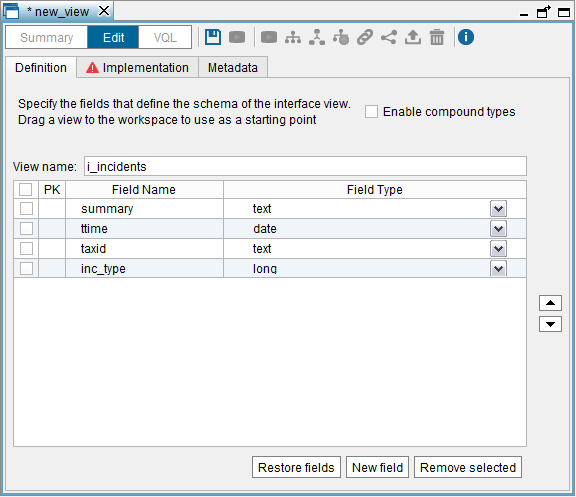 * new_view
Summary Edit VQL
Definition Implementation Metadata
Specify the fields that define the schema of the interface view.
Drag a view to the workspace to use as a starting point
Enable compound types
View name: i_incidents
PK Field Name Field Type
summary text
ttime date
taxid text
inc_type long
Restore fields New field Remove selected